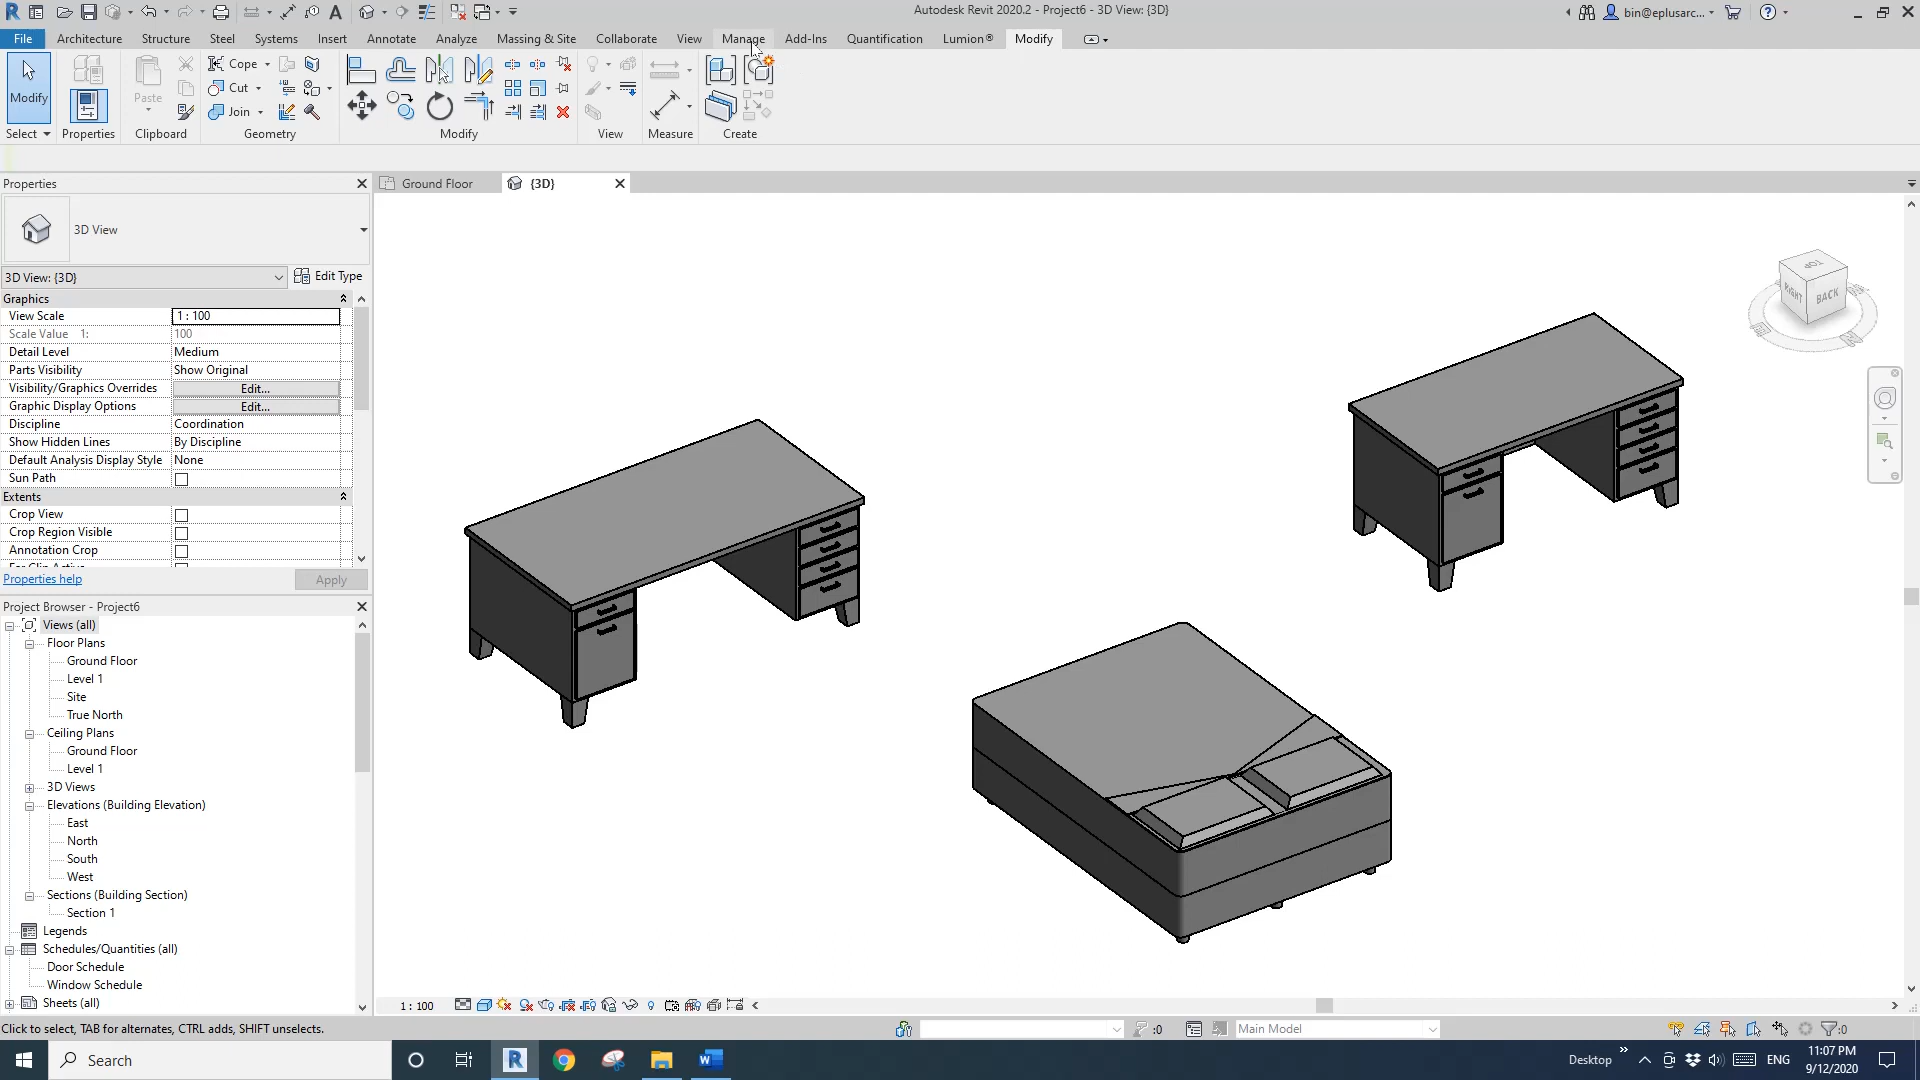 Autodesk Revit 2020.2 - Project6 - 3D View: {3D}
bin@eplusarc...
File Architecture Structure Steel Systems Insert Annotate Analyze Massing & Site Collaborate View Manage Add-Ins Quantification Lumion® Modify
Modify
Paste
Cope
Cut
Join
Select Properties Clipboard Geometry Modify View Measure Create
Properties
Ground Floor
{3D}
3D View
3D View: {3D}
Edit Type
Graphics
View Scale 1 : 100
Scale Value 1: 100
Detail Level Medium
Parts Visibility Show Original
Visibility/Graphics Overrides Edit...
Graphic Display Options Edit...
Discipline Coordination
Show Hidden Lines By Discipline
Default Analysis Display Style None
Sun Path
Extents
Crop View
Crop Region Visible
Annotation Crop
Properties help
Apply
Project Browser - Project6
Views (all)
Floor Plans
Ground Floor
Level 1
Site
True North
Ceiling Plans
Ground Floor
Level 1
3D Views
Elevations (Building Elevation)
East
North
South
West
Sections (Building Section)
Section 1
Legends
Schedules/Quantities (all)
Door Schedule
Window Schedule
Sheets (all)
TOP
RIGHT
BACK
1 : 100
Click to select, TAB for alternates, CTRL adds, SHIFT unselects.
:0
Main Model
:0
Search
Desktop
ENG
11:07 PM
9/12/2020